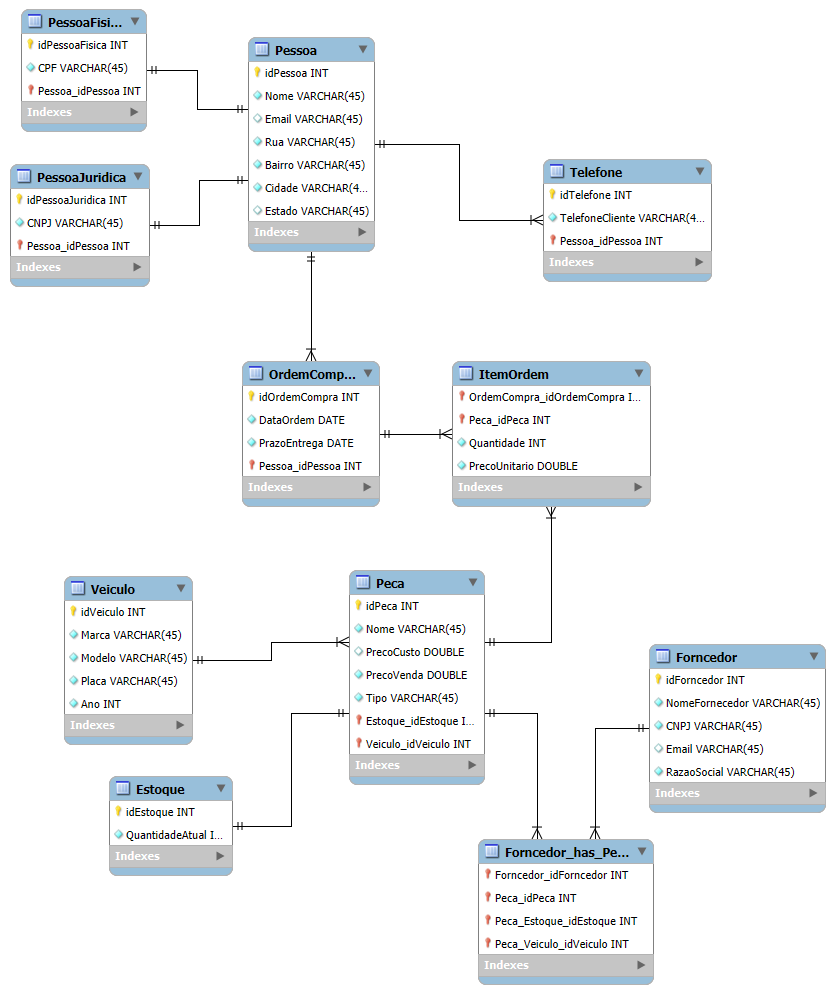 PessoaFisi...
idPessoaFisica INT
CPF VARCHAR(45)
Pessoa_idPessoa INT
Indexes
Pessoa
idPessoa INT
Nome VARCHAR(45)
Email VARCHAR(45)
Rua VARCHAR(45)
Bairro VARCHAR(45)
Cidade VARCHAR(4...
Estado VARCHAR(45)
Indexes
PessoaJuridica
idPessoaJuridica INT
CNPJ VARCHAR(45)
Pessoa_idPessoa INT
Indexes
Telefone
idTelefone INT
TelefoneCliente VARCHAR(4...
Pessoa_idPessoa INT
Indexes
OrdemComp...
idOrdemCompra INT
DataOrdem DATE
PrazoEntrega DATE
Pessoa_idPessoa INT
Indexes
ItemOrdem
OrdemCompra_idOrdemCompra I...
Peca_idPeca INT
Quantidade INT
PrecoUnitario DOUBLE
Indexes
Veiculo
idVeiculo INT
Marca VARCHAR(45)
Modelo VARCHAR(45)
Placa VARCHAR(45)
Ano INT
Indexes
Peca
idPeca INT
Nome VARCHAR(45)
PrecoCusto DOUBLE
PrecoVenda DOUBLE
Tipo VARCHAR(45)
Estoque_idEstoque I...
Veiculo_idVeiculo INT
Indexes
Forncedor
idForncedor INT
NomeFornecedor VARCHAR(45)
CNPJ VARCHAR(45)
Email VARCHAR(45)
RazaoSocial VARCHAR(45)
Indexes
Estoque
idEstoque INT
QuantidadeAtual I...
Indexes
Forncedor_has_Pe...
Forncedor_idForncedor INT
Peca_idPeca INT
Peca_Estoque_idEstoque INT
Peca_Veiculo_idVeiculo INT
Indexes